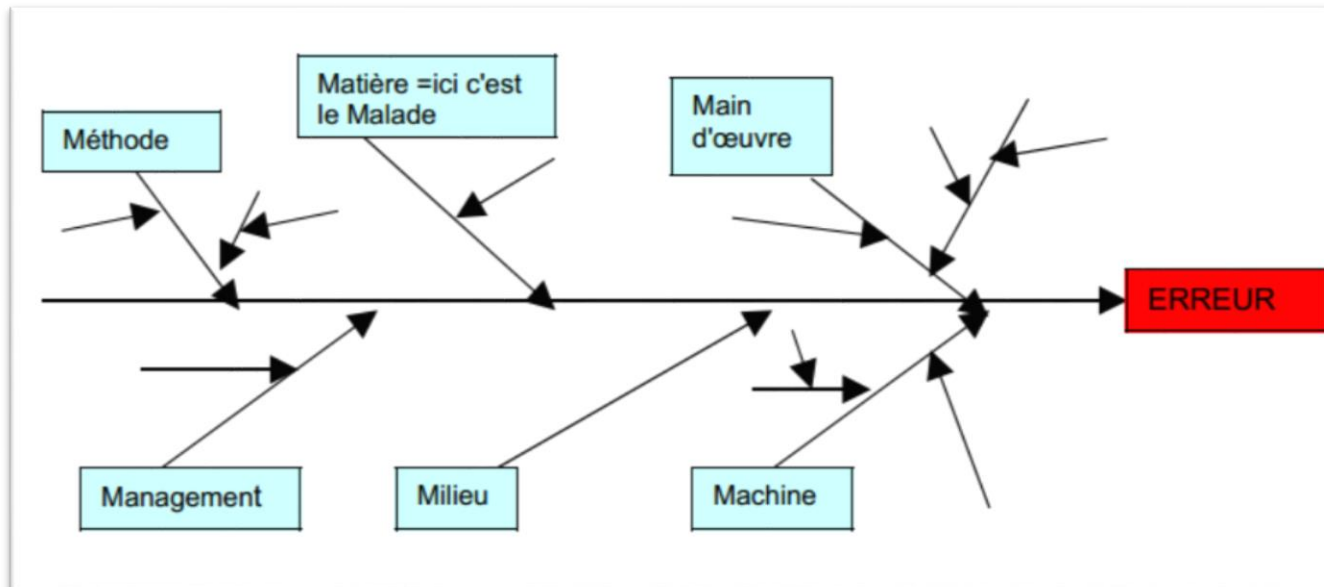 Méthode
Matière =ici c'est
le Malade
Main
d'œuvre
ERREUR
Management
Milieu
Machine